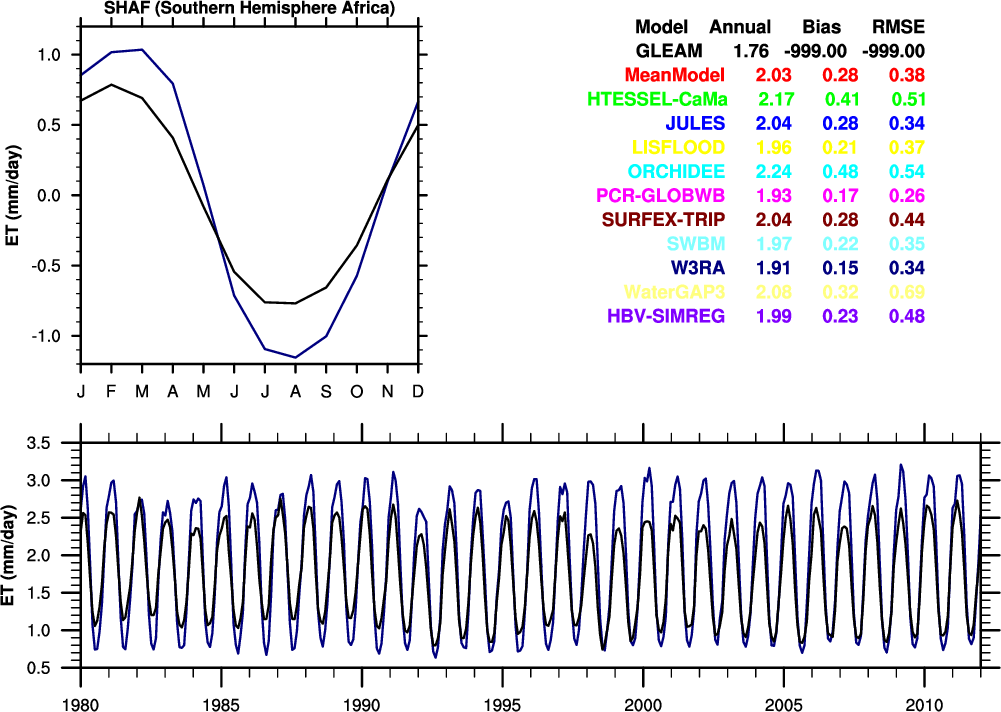 SHAF (Southern Hemisphere Africa)
ET (mm/day)
1.0
0.5
0.0
-0.5
-1.0
J F M A M J J A S O N D
Model Annual Bias RMSE
GLEAM 1.76 -999.00 -999.00
MeanModel 2.03 0.28 0.38
HTESSEL-CaMa 2.17 0.41 0.51
JULES 2.04 0.28 0.34
LISFLOOD 1.96 0.21 0.37
ORCHIDEE 2.24 0.48 0.54
PCR-GLOBWB 1.93 0.17 0.26
SURFEX-TRIP 2.04 0.28 0.44
SWBM 1.97 0.22 0.35
W3RA 1.91 0.15 0.34
WaterGAP3 2.08 0.32 0.69
HBV-SIMREG 1.99 0.23 0.48
ET (mm/day)
3.5
3.0
2.5
2.0
1.5
1.0
0.5
1980 1985 1990 1995 2000 2005 2010